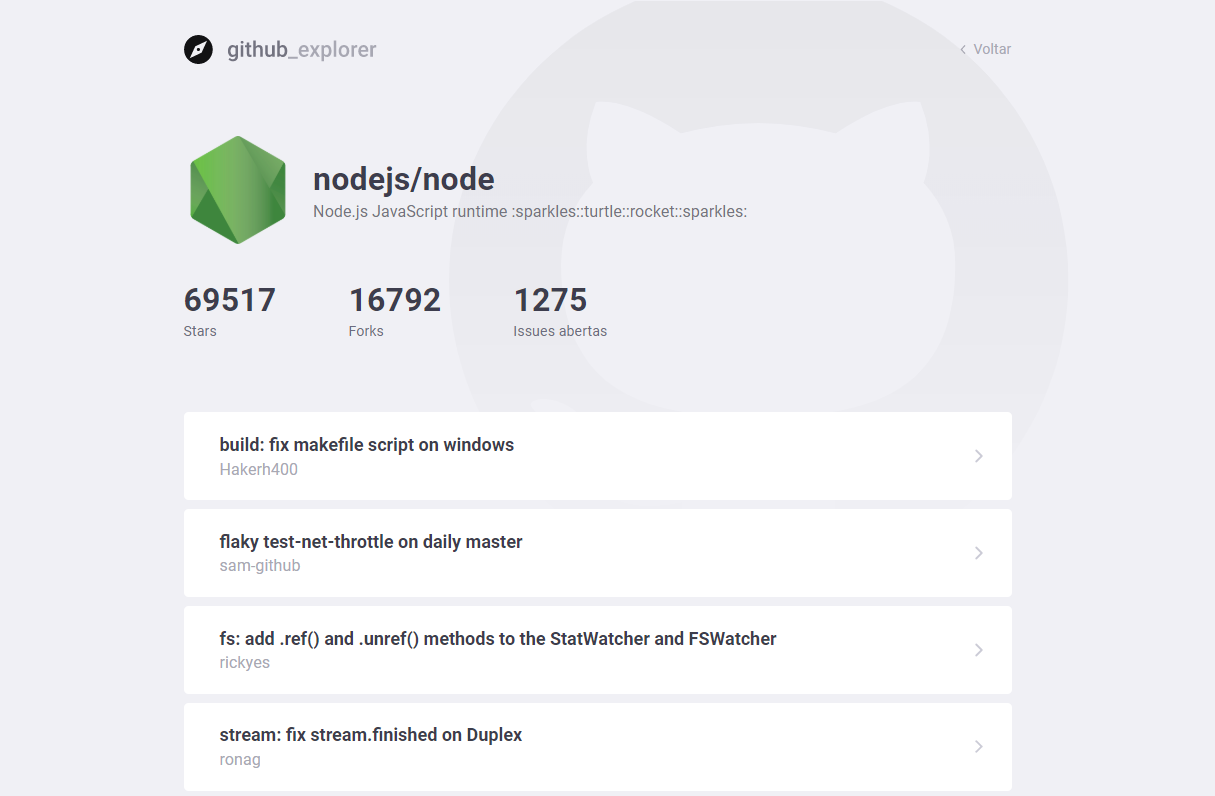 github_explorer
Voltar
nodejs/node
Node.js JavaScript runtime :sparkles::turtle::rocket::sparkles:
69517 16792 1275
Stars Forks Issues abertas
build: fix makefile script on windows
Hakerh400
flaky test-net-throttle on daily master
sam-github
fs: add .ref() and .unref() methods to the StatWatcher and FSWatcher
rickyes
stream: fix stream.finished on Duplex
ronag